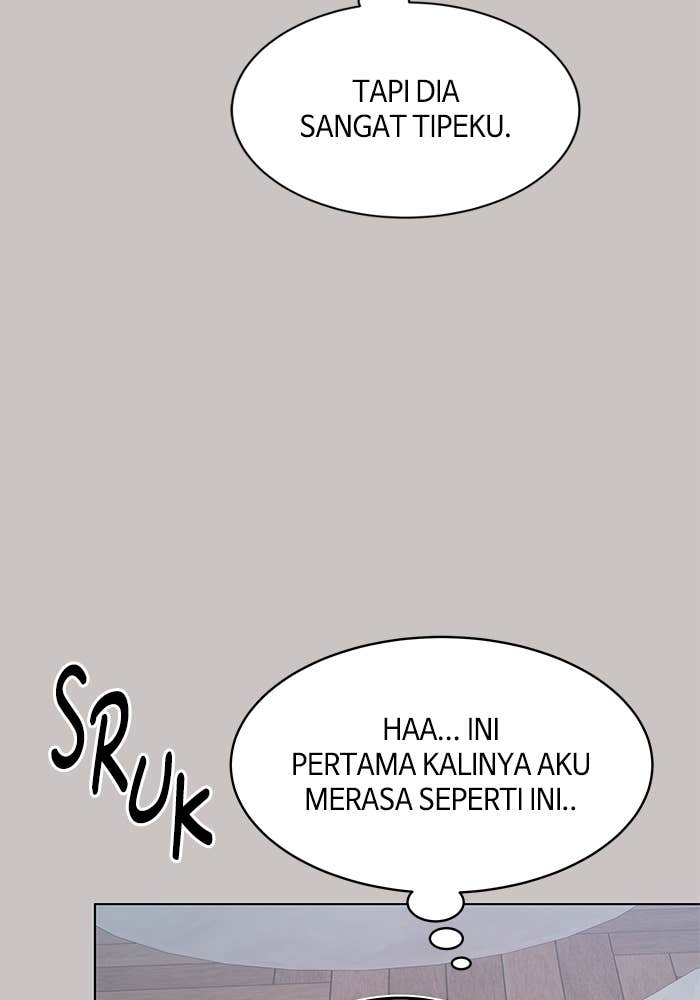 TAPI DIA
SANGAT TIPEKU.
SRUK
HAA... INI
PERTAMA KALINYA AKU
MERASA SEPERTI INI..